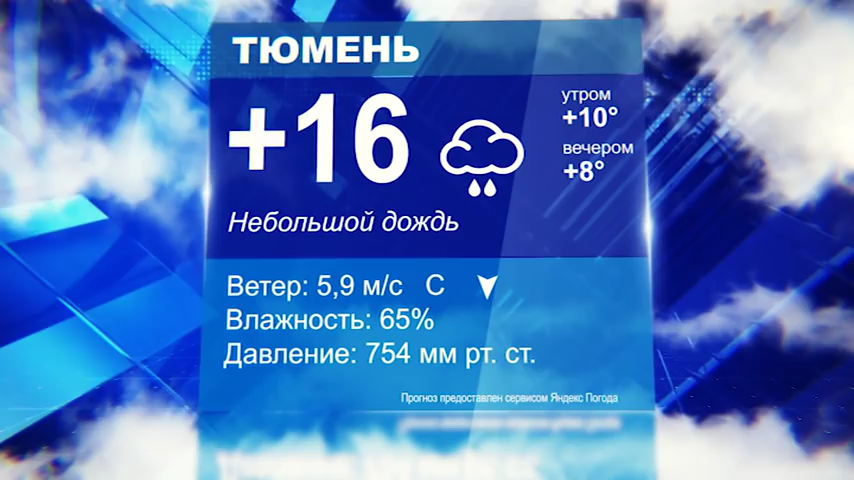 ТЮМЕНЬ
+16
утром
+10°
вечером
+8°
Небольшой дождь
Ветер: 5,9 м/с С
Влажность: 65%
Давление: 754 мм рт. ст.
Прогноз предоставлен сервисом Яндекс Погода